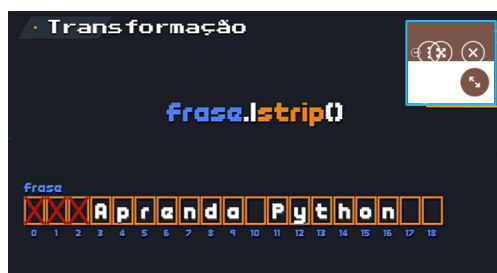 · Transformação
frase.lstrip()
frase
Aprenda Python
0 1 2 3 4 5 6 7 8 9 10 11 12 13 14 15 16 17 18